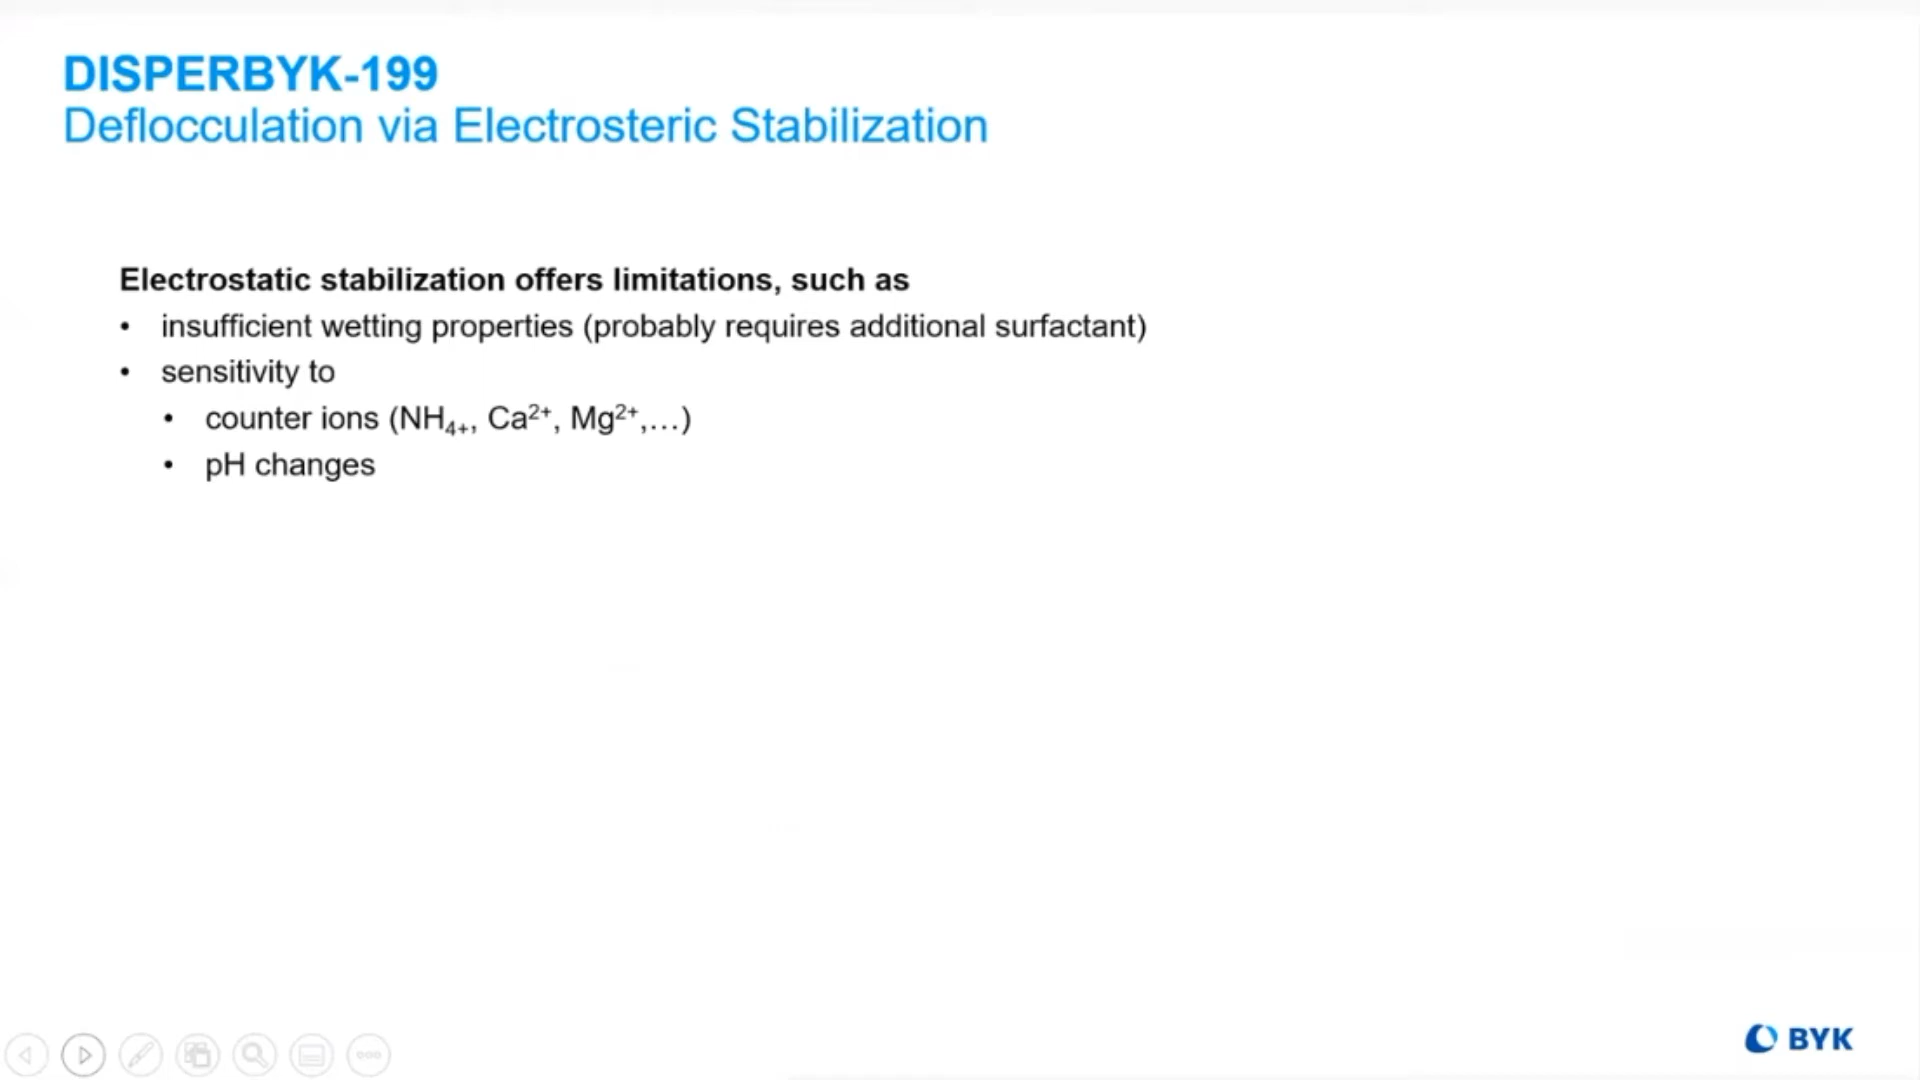 DISPERBYK-199
Deflocculation via Electrosteric Stabilization
Electrostatic stabilization offers limitations, such as
• insufficient wetting properties (probably requires additional surfactant)
• sensitivity to
• counter ions (NH₄₊, Ca²⁺, Mg²⁺,…)
• pH changes
BYK